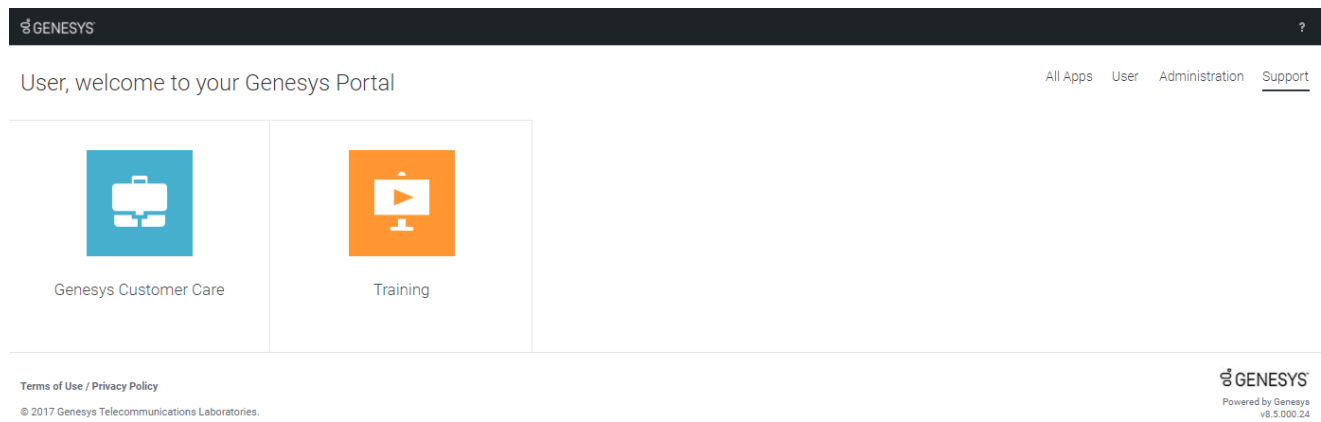 GENESYS ?
User, welcome to your Genesys Portal
All Apps User Administration Support
Genesys Customer Care Training
Terms of Use / Privacy Policy
© 2017 Genesys Telecommunications Laboratories.
GENESYS
Powered by Genesys
v8.5.000.24